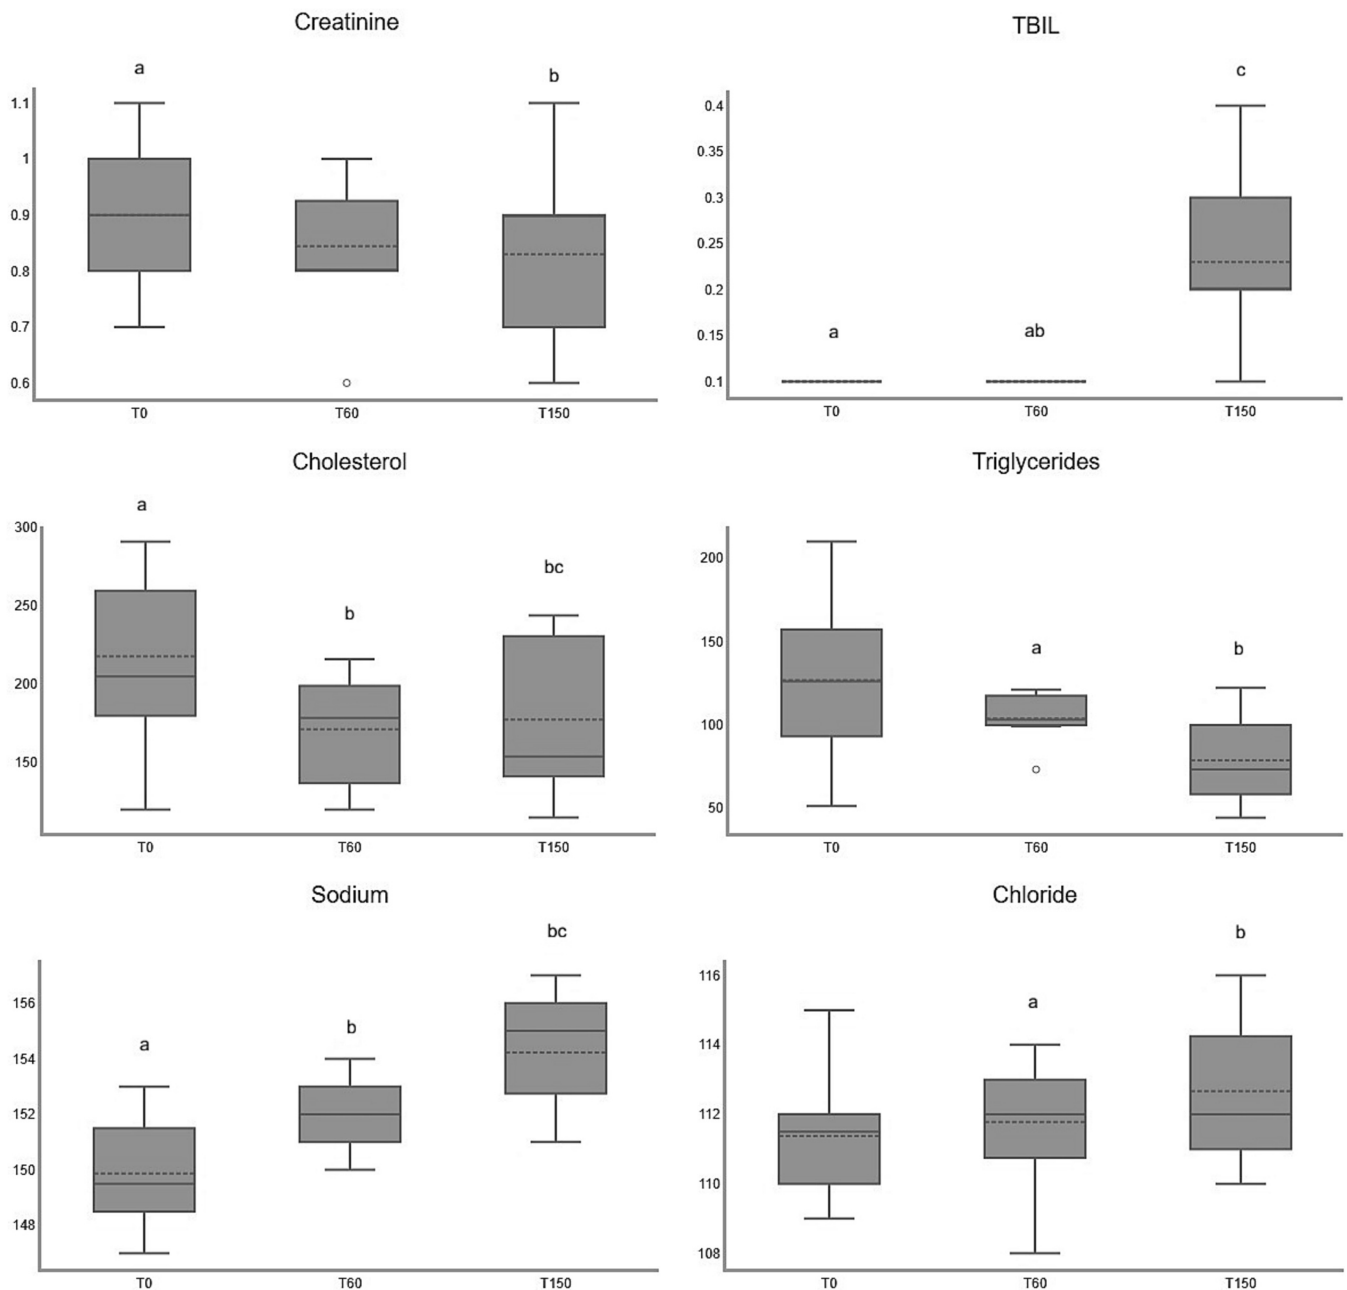 Creatinine
a
b
1.1
1
0.9
0.8
0.7
0.6
T0
T60
T150
TBIL
c
0.4
0.35
0.3
0.25
0.2
0.15
0.1
a
ab
T0
T60
T150
Cholesterol
a
bc
b
300
250
200
150
T0
T60
T150
Triglycerides
a
b
200
150
100
50
T0
T60
T150
Sodium
bc
b
a
156
154
152
150
148
T0
T60
T150
Chloride
b
a
116
114
112
110
108
T0
T60
T150